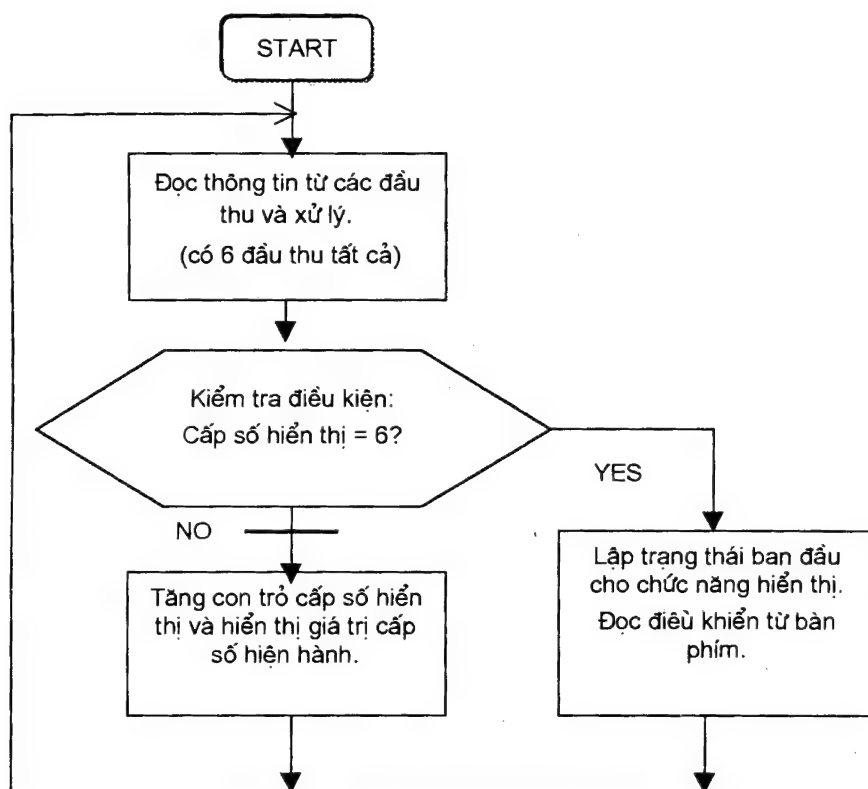 START
Đọc thông tin từ các đầu
thu và xử lý.
(có 6 đầu thu tất cả)
Kiểm tra điều kiện:
Cấp số hiển thị = 6?
YES
NO
Lập trạng thái ban đầu
cho chức năng hiển thị.
Đọc điêù khiển từ bàn
phím.
Tăng con trỏ cấp số hiển
thị và hiển thị giá trị cấp
số hiện hành.